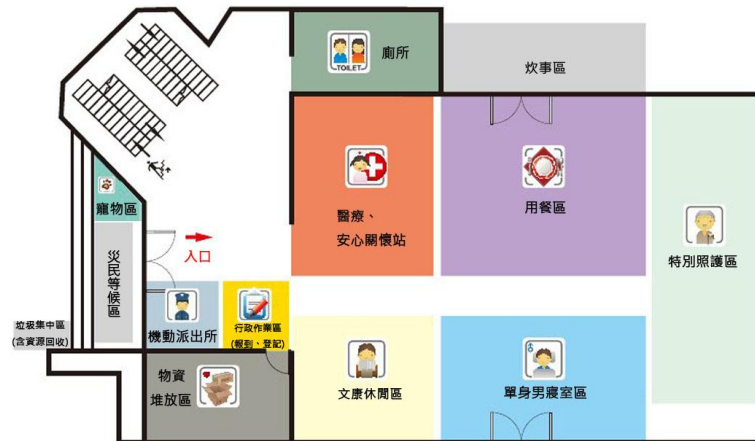 TOILET
廁所
炊事區
醫療、
安心關懷站
用餐區
特別照護區
寵物區
災民等候區
入口
垃圾集中區
(含資源回收)
機動派出所
行政作業區
(報到、登記)
物資
堆放區
文康休閒區
單身男寢室區